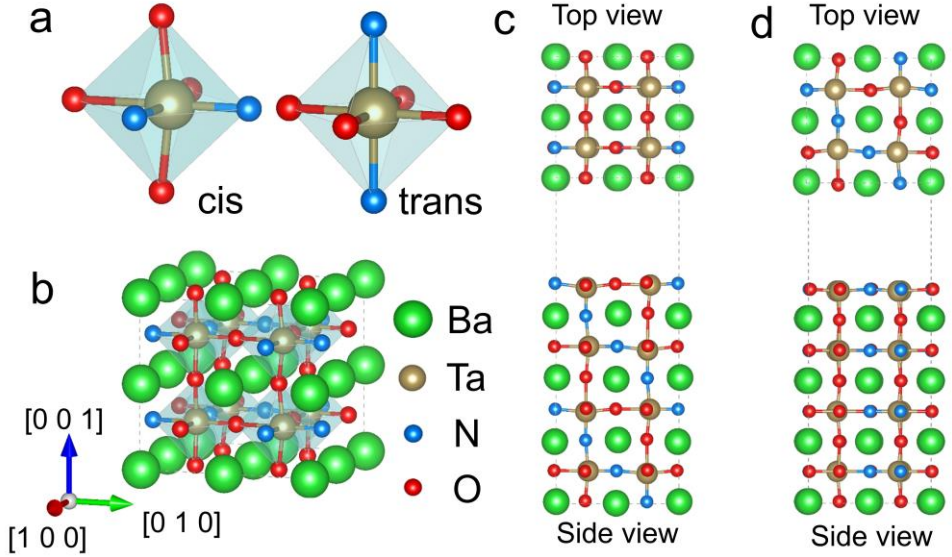 a
cis
trans
b
Ba
Ta
N
O
[0 0 1]
[0 1 0]
[1 0 0]
c
Top view
Side view
d
Top view
Side view